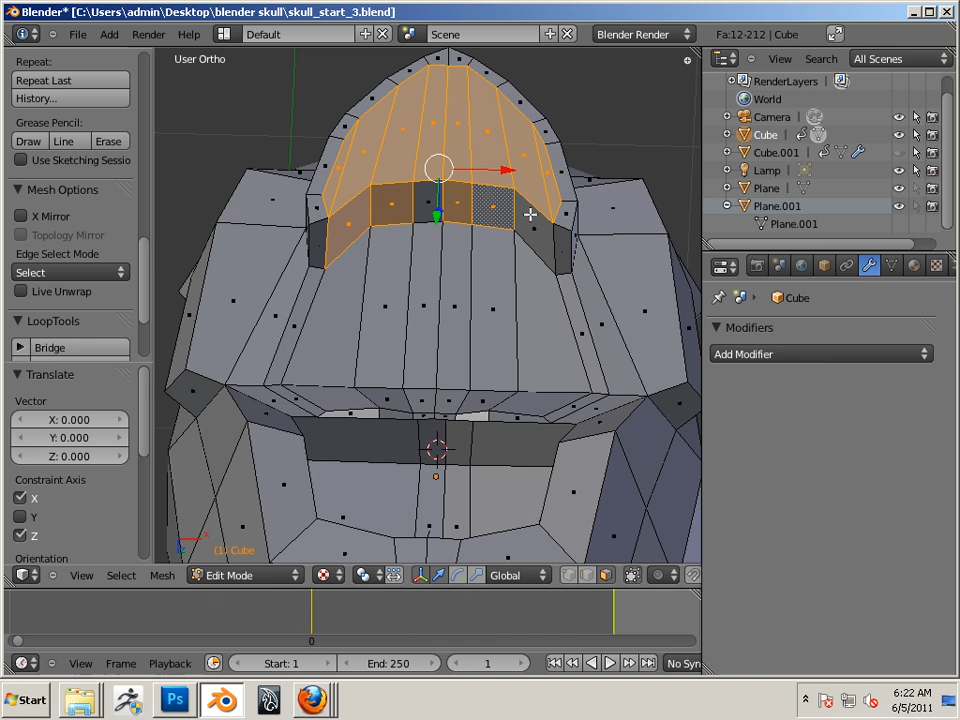 Blender* [C:\Users\admin\Desktop\blender skull\skull_start_3.blend]
File Add Render Help Default Scene Blender Render Fa:12-212 | Cube
Repeat:
Repeat Last
History...
Grease Pencil:
Draw Line Erase
Use Sketching Sessio
Mesh Options
X Mirror
Topology Mirror
Edge Select Mode
Select
Live Unwrap
LoopTools
Bridge
Translate
Vector
X: 0.000
Y: 0.000
Z: 0.000
Constraint Axis
X
Y
Z
Orientation
User Ortho
(1) Cube
View Search All Scenes
RenderLayers
World
Camera
Cube
Cube.001
Lamp
Plane
Plane.001
Plane.001
Cube
Modifiers
Add Modifier
View Select Mesh Edit Mode Global
0
View Frame Playback Start: 1 End: 250 1 No Syn
Start Ps 6:22 AM
6/5/2011